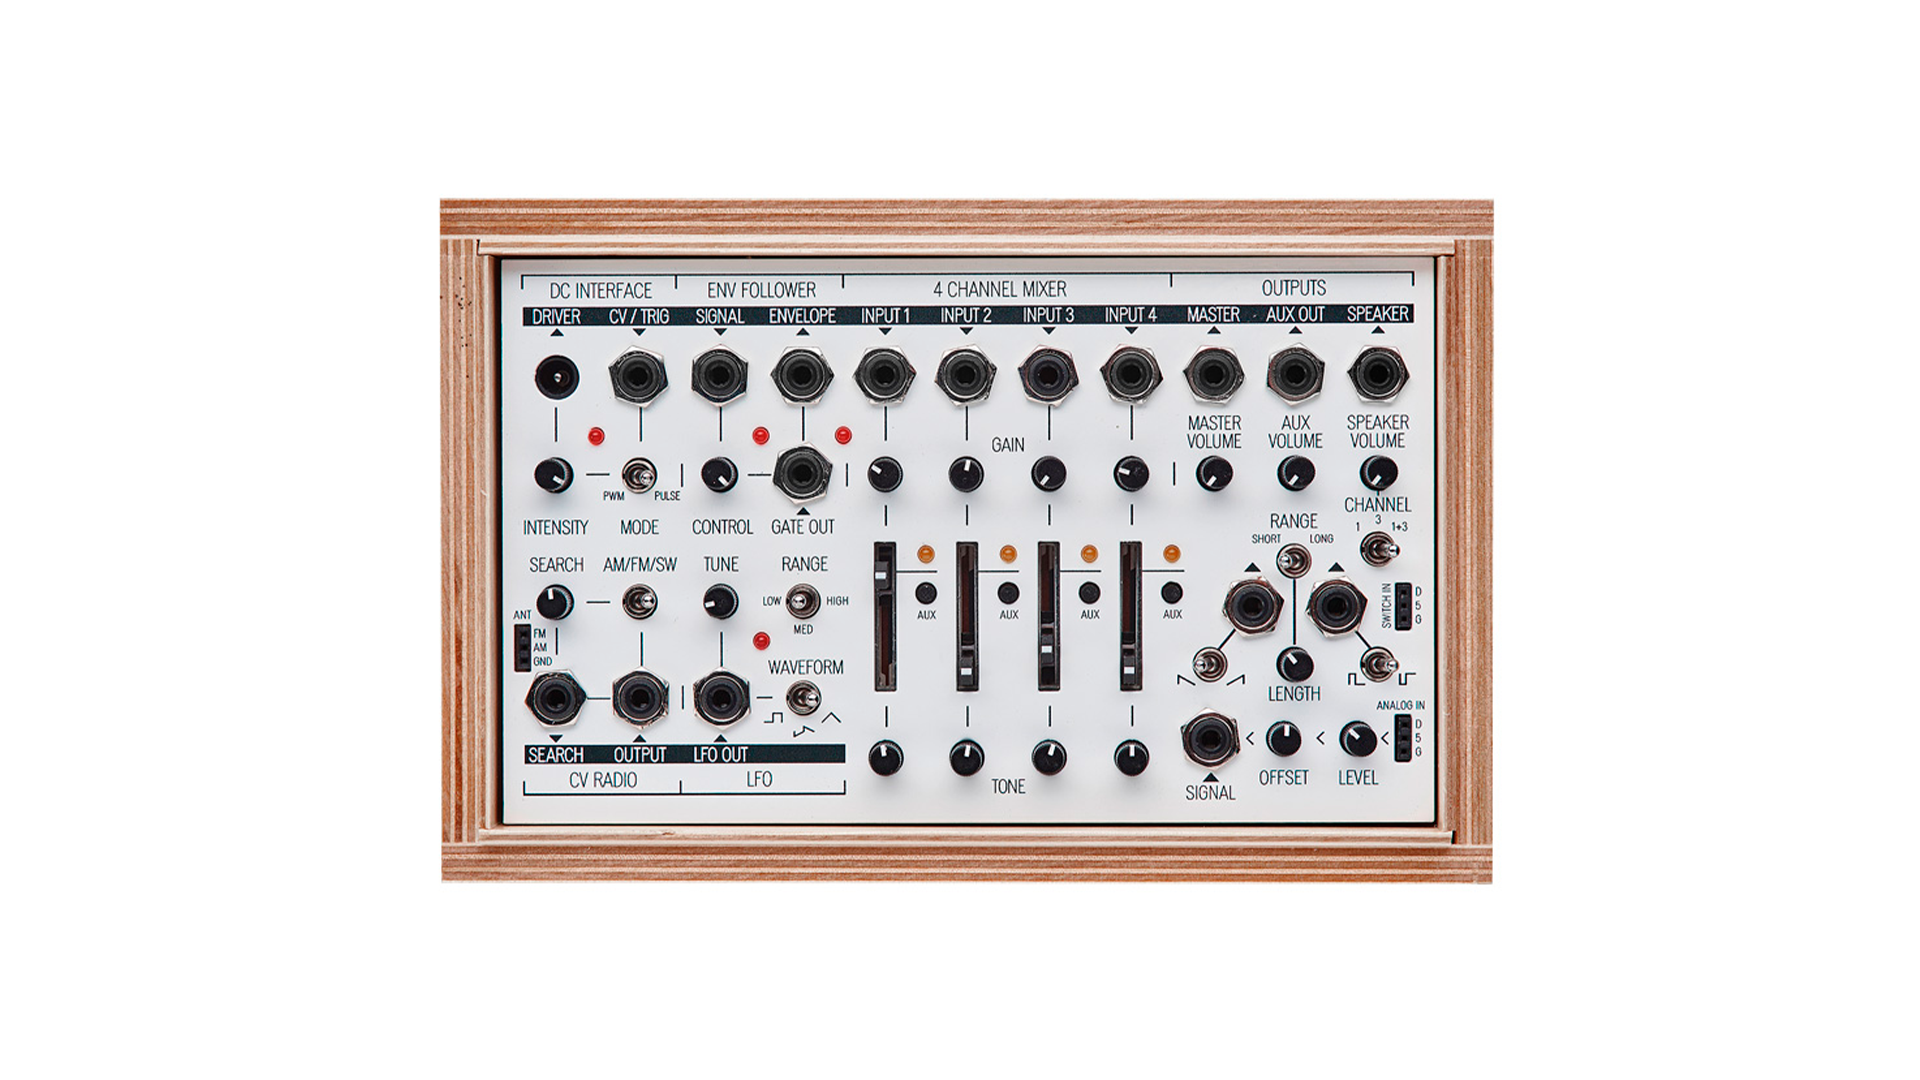 DC INTERFACE ENV FOLLOWER 4 CHANNEL MIXER OUTPUTS
DRIVER CV / TRIG SIGNAL ENVELOPE INPUT 1 INPUT 2 INPUT 3 INPUT 4 MASTER AUX OUT SPEAKER
MASTER VOLUME
AUX VOLUME
SPEAKER VOLUME
GAIN
PWM PULSE
INTENSITY MODE CONTROL GATE OUT
CHANNEL
1 3 1+3
RANGE
SHORT LONG
SEARCH AM/FM/SW TUNE RANGE
LOW HIGH
MED
ANT
FM
AM
GND
AUX AUX AUX AUX
SWITCH IN
D
5
G
WAVEFORM
LENGTH
ANALOG IN
D
5
G
SEARCH OUTPUT LFO OUT
CV RADIO LFO
TONE
SIGNAL OFFSET LEVEL